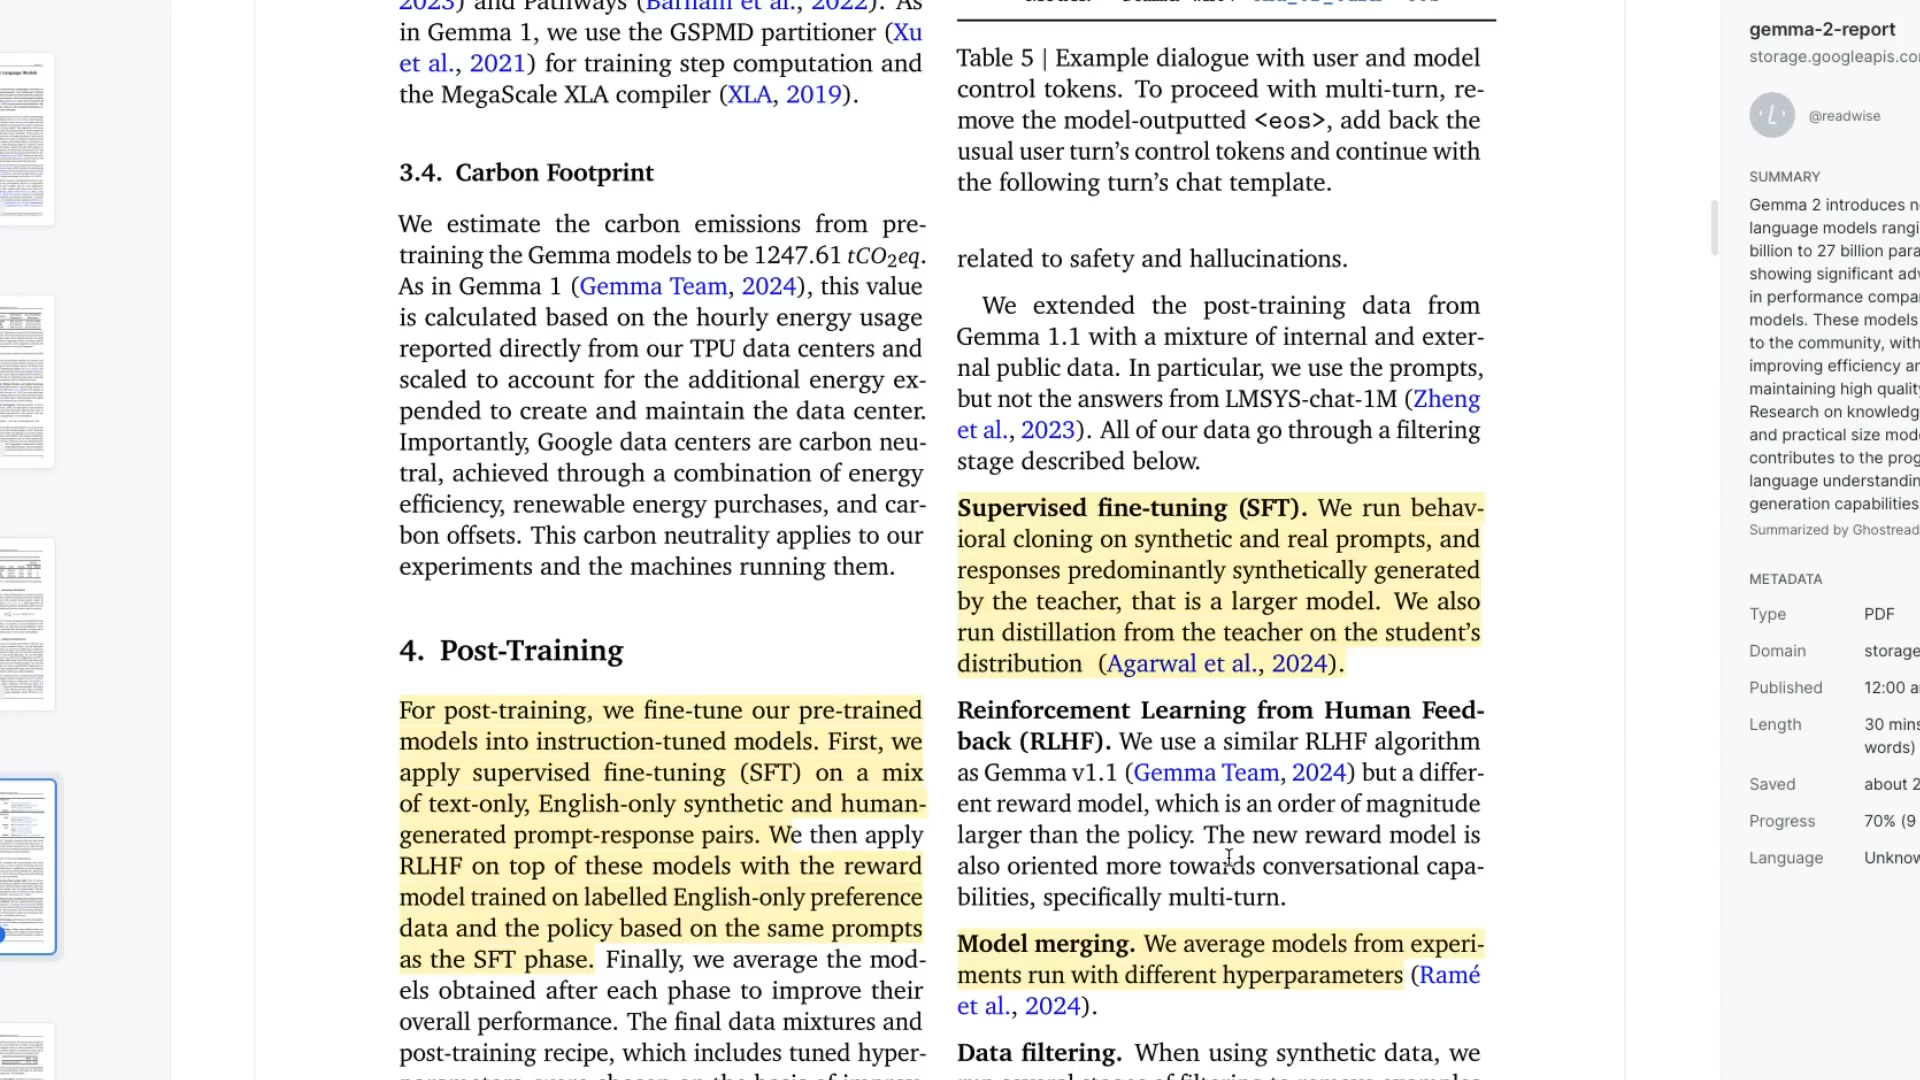 2023) and Pathways (Barham et al., 2022). As
in Gemma 1, we use the GSPMD partitioner (Xu
et al., 2021) for training step computation and
the MegaScale XLA compiler (XLA, 2019).
3.4. Carbon Footprint
We estimate the carbon emissions from pre-
training the Gemma models to be 1247.61 tCO₂eq.
As in Gemma 1 (Gemma Team, 2024), this value
is calculated based on the hourly energy usage
reported directly from our TPU data centers and
scaled to account for the additional energy ex-
pended to create and maintain the data center.
Importantly, Google data centers are carbon neu-
tral, achieved through a combination of energy
efficiency, renewable energy purchases, and car-
bon offsets. This carbon neutrality applies to our
experiments and the machines running them.
4. Post-Training
For post-training, we fine-tune our pre-trained
models into instruction-tuned models. First, we
apply supervised fine-tuning (SFT) on a mix
of text-only, English-only synthetic and human-
generated prompt-response pairs. We then apply
RLHF on top of these models with the reward
model trained on labelled English-only preference
data and the policy based on the same prompts
as the SFT phase. Finally, we average the mod-
els obtained after each phase to improve their
overall performance. The final data mixtures and
post-training recipe, which includes tuned hyper-
Table 5 | Example dialogue with user and model
control tokens. To proceed with multi-turn, re-
move the model-outputted <eos>, add back the
usual user turn's control tokens and continue with
the following turn's chat template.
related to safety and hallucinations.
We extended the post-training data from
Gemma 1.1 with a mixture of internal and exter-
nal public data. In particular, we use the prompts,
but not the answers from LMSYS-chat-1M (Zheng
et al., 2023). All of our data go through a filtering
stage described below.
Supervised fine-tuning (SFT). We run behav-
ioral cloning on synthetic and real prompts, and
responses predominantly synthetically generated
by the teacher, that is a larger model. We also
run distillation from the teacher on the student's
distribution (Agarwal et al., 2024).
Reinforcement Learning from Human Feed-
back (RLHF). We use a similar RLHF algorithm
as Gemma v1.1 (Gemma Team, 2024) but a differ-
ent reward model, which is an order of magnitude
larger than the policy. The new reward model is
also oriented more towards conversational capa-
bilities, specifically multi-turn.
Model merging. We average models from experi-
ments run with different hyperparameters (Ramé
et al., 2024).
Data filtering. When using synthetic data, we
gemma-2-report
storage.googleapis.co
@readwise
SUMMARY
Gemma 2 introduces n
language models rangi
billion to 27 billion para
showing significant adv
in performance compa
models. These models
to the community, with
improving efficiency an
maintaining high quality
Research on knowledg
and practical size mode
contributes to the prog
language understandin
generation capabilities
Summarized by Ghostread
METADATA
Type PDF
Domain storage
Published 12:00 a
Length 30 mins
words)
Saved about 2
Progress 70% (9
Language Unknow